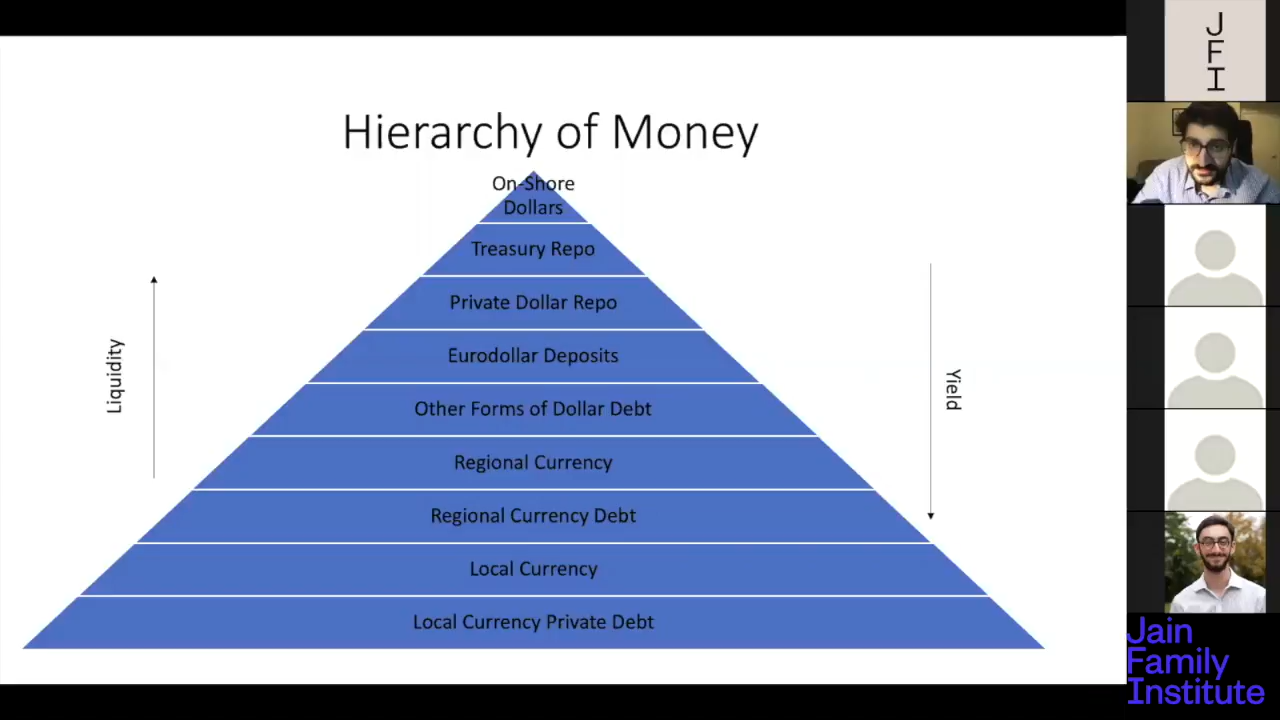 Hierarchy of Money
On-Shore
Dollars
Treasury Repo
Private Dollar Repo
Eurodollar Deposits
Other Forms of Dollar Debt
Regional Currency
Regional Currency Debt
Local Currency
Local Currency Private Debt
Liquidity
Yield
J
F
I
Jain
Family
Institute